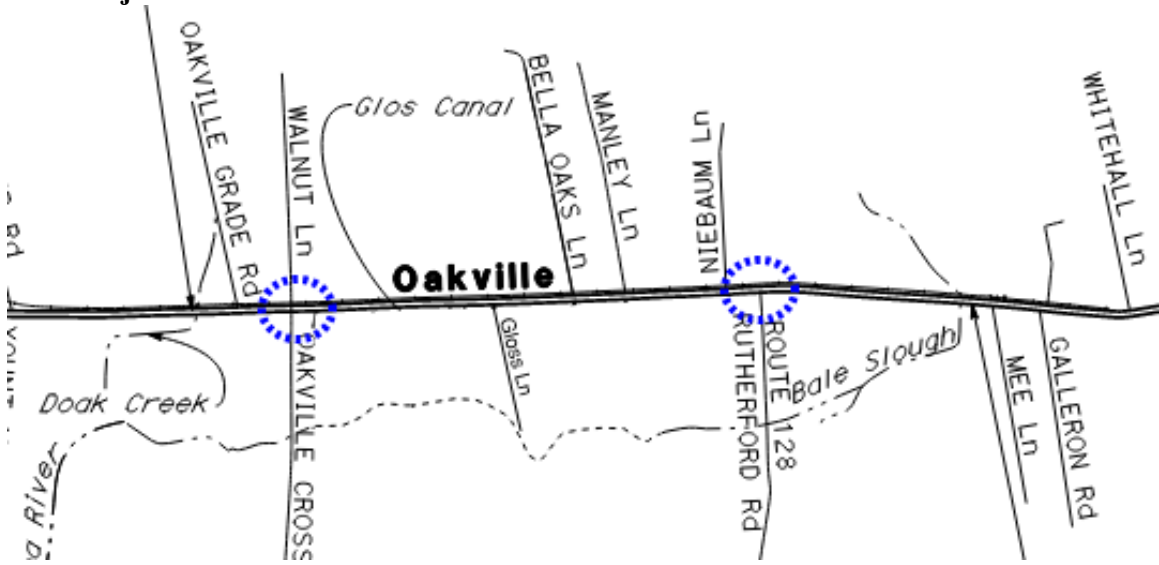 OAKVILLE GRADE Rd
WALNUT Ln
Glos Canal
BELLA OAKS Ln
MANLEY Ln
NIEBAUM Ln
WHITEHALL Ln
Rd
Oakville
Doak Creek
OAKVILLE CROSS
Glass Ln
RUTHERFORD Rd
ROUTE 128
Bale Slough
MEE Ln
GALLERON Rd
River